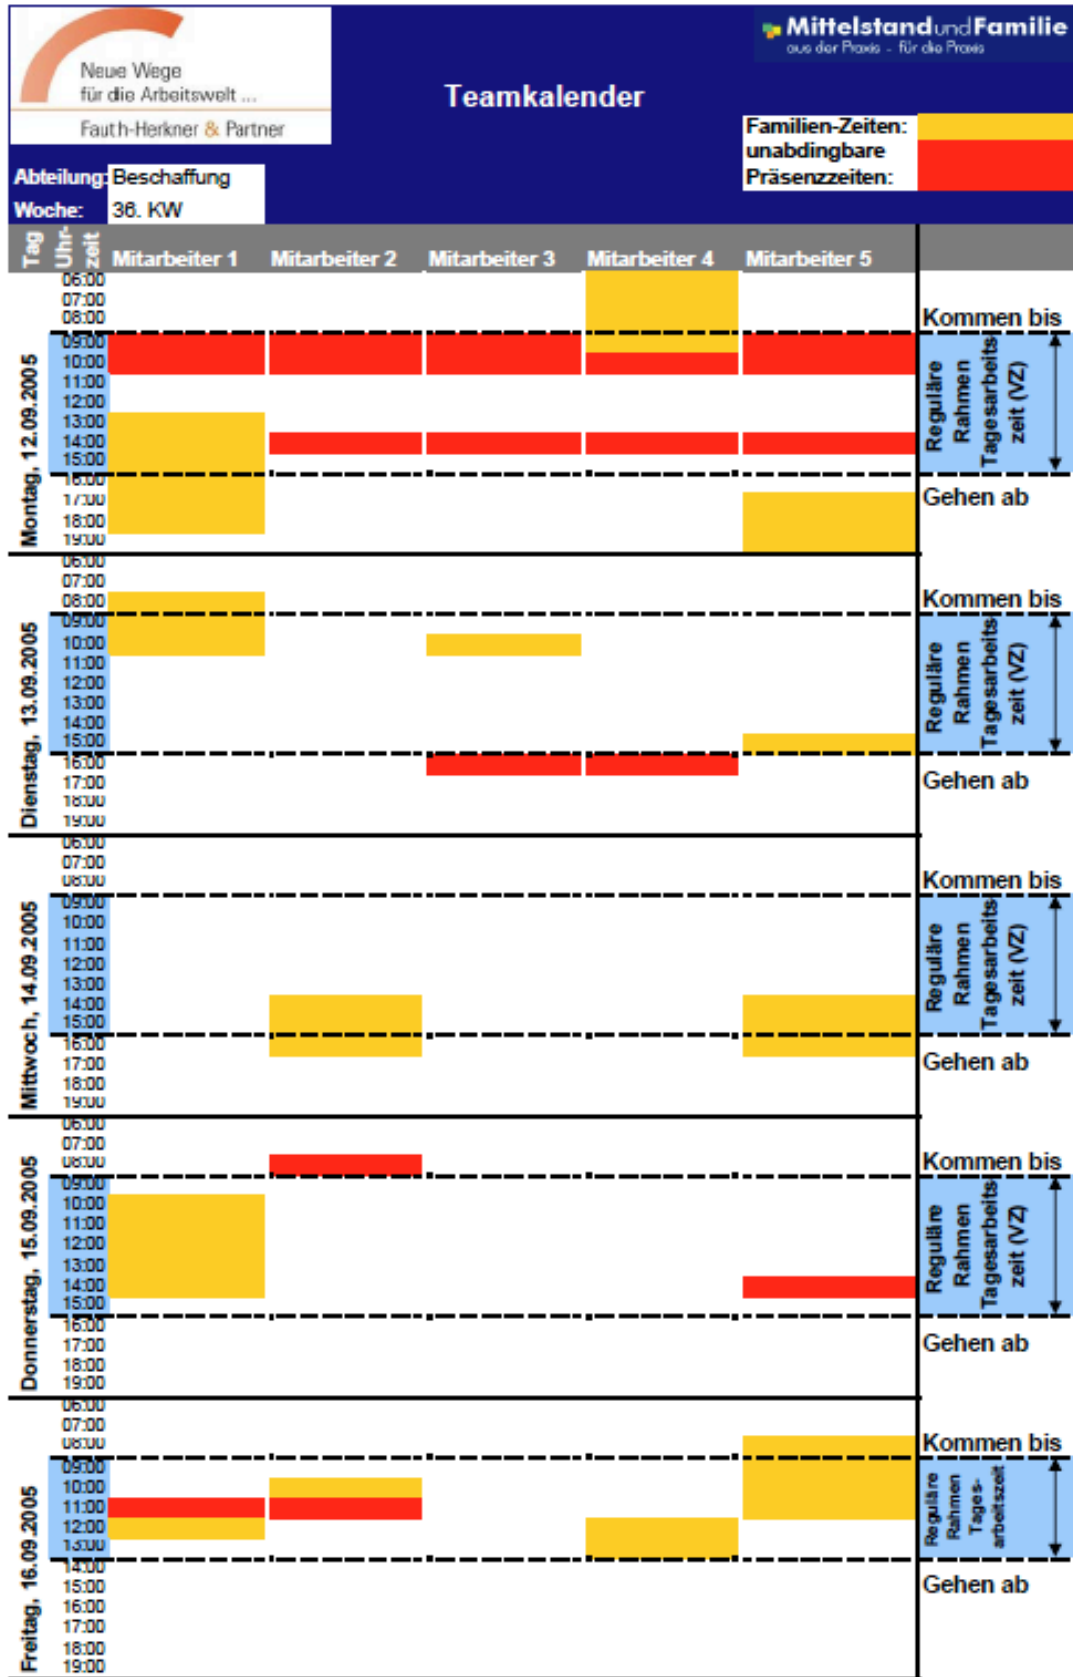 Neue Wege
für die Arbeitswelt ...
Fauth-Herkner & Partner
MittelstandundFamilie
aus der Praxis - für die Praxis
Teamkalender
Familien-Zeiten:
unabdingbare
Präsenzzeiten:
Abteilung: Beschaffung
Woche: 36. KW
Tag Uhr-zeit Mitarbeiter 1 Mitarbeiter 2 Mitarbeiter 3 Mitarbeiter 4 Mitarbeiter 5
Montag, 12.09.2005
06:00
07:00
08:00
09:00
10:00
11:00
12:00
13:00
14:00
15:00
16:00
17:00
18:00
19:00
Kommen bis
Reguläre
Rahmen
Tagesarbeits-
zeit (VZ)
Gehen ab
Dienstag, 13.09.2005
06:00
07:00
08:00
09:00
10:00
11:00
12:00
13:00
14:00
15:00
16:00
17:00
18:00
19:00
Kommen bis
Reguläre
Rahmen
Tagesarbeits-
zeit (VZ)
Gehen ab
Mittwoch, 14.09.2005
06:00
07:00
08:00
09:00
10:00
11:00
12:00
13:00
14:00
15:00
16:00
17:00
18:00
19:00
Kommen bis
Reguläre
Rahmen
Tagesarbeits-
zeit (VZ)
Gehen ab
Donnerstag, 15.09.2005
06:00
07:00
08:00
09:00
10:00
11:00
12:00
13:00
14:00
15:00
16:00
17:00
18:00
19:00
Kommen bis
Reguläre
Rahmen
Tagesarbeits-
zeit (VZ)
Gehen ab
Freitag, 16.09.2005
06:00
07:00
08:00
09:00
10:00
11:00
12:00
13:00
14:00
15:00
16:00
17:00
18:00
19:00
Kommen bis
Reguläre
Rahmen
Tages-
arbeitszeit
Gehen ab